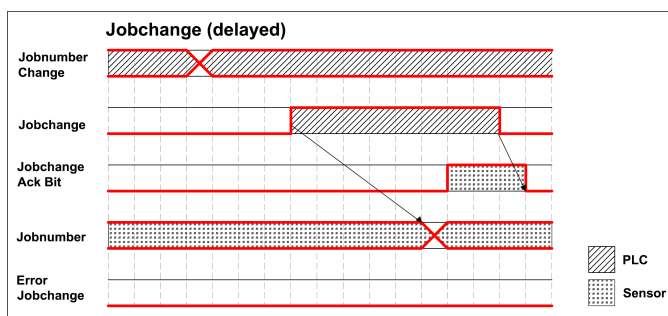 Jobchange (delayed)
Jobnumber
Change
Jobchange
Jobchange
Ack Bit
Jobnumber
Error
Jobchange
PLC
Sensor